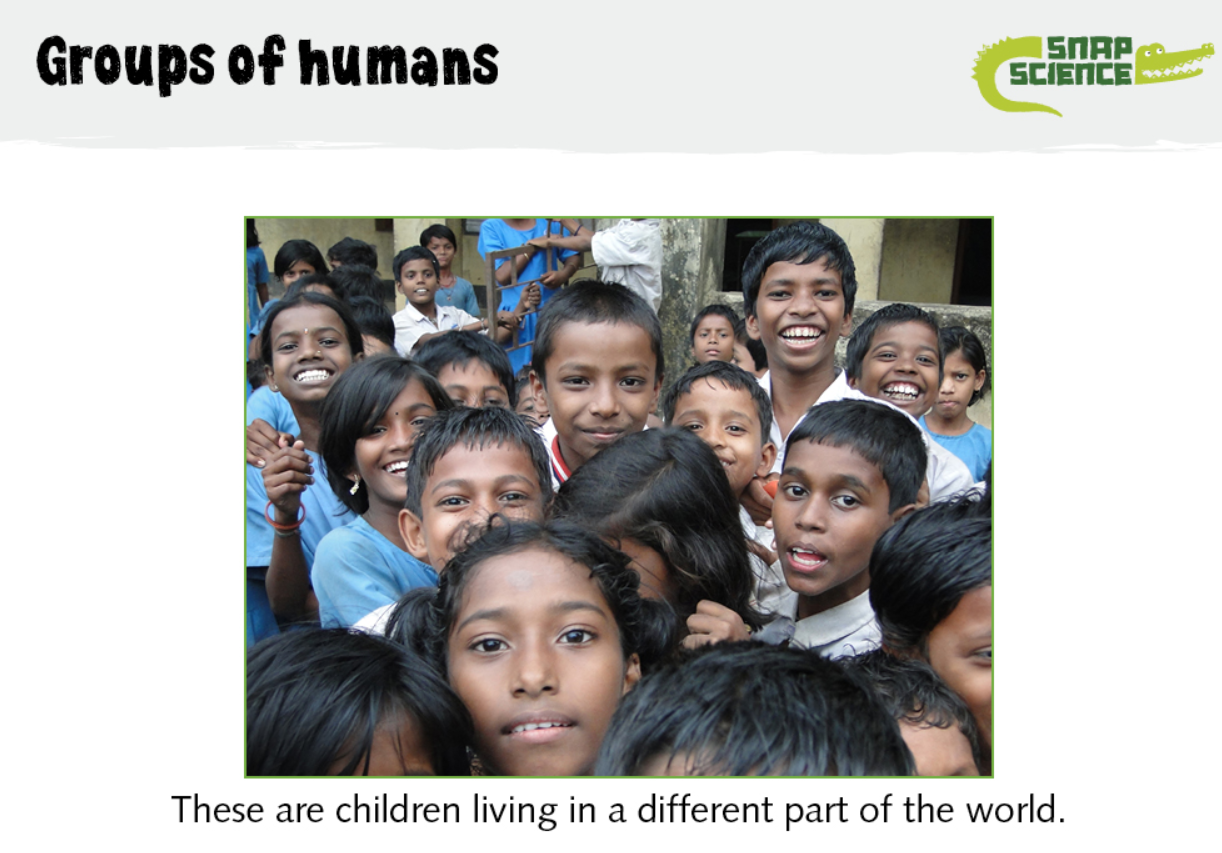 Groups of humans
SNAP
SCIENCE
These are children living in a different part of the world.